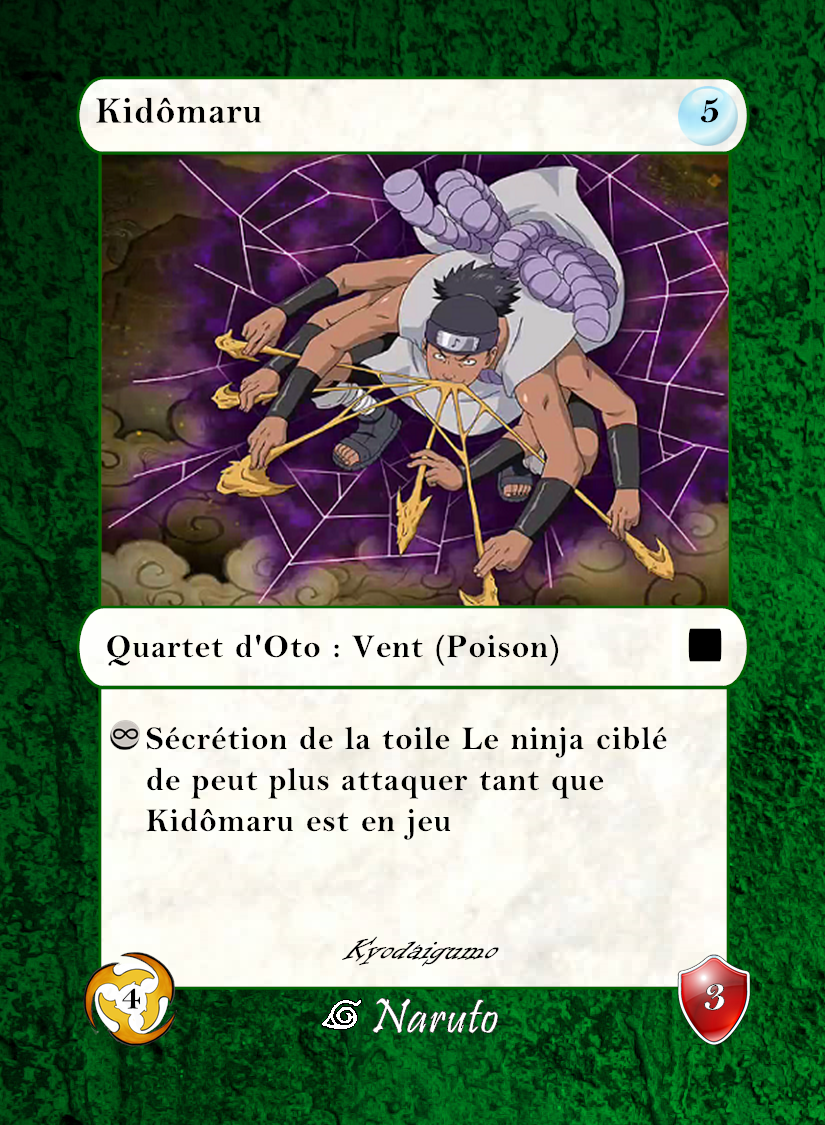 Kidômaru
5
Quartet d'Oto : Vent (Poison)
Sécrétion de la toile Le ninja ciblé
de peut plus attaquer tant que
Kidômaru est en jeu
Kyodaigumo
4
Naruto
3